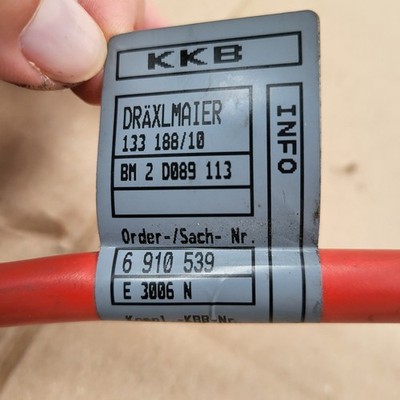 KKB
DRÄXLMAIER
133 188/10
BM 2 D089 113
INFO
Order-/Sach- Nr.
6 910 539
E 3006 N